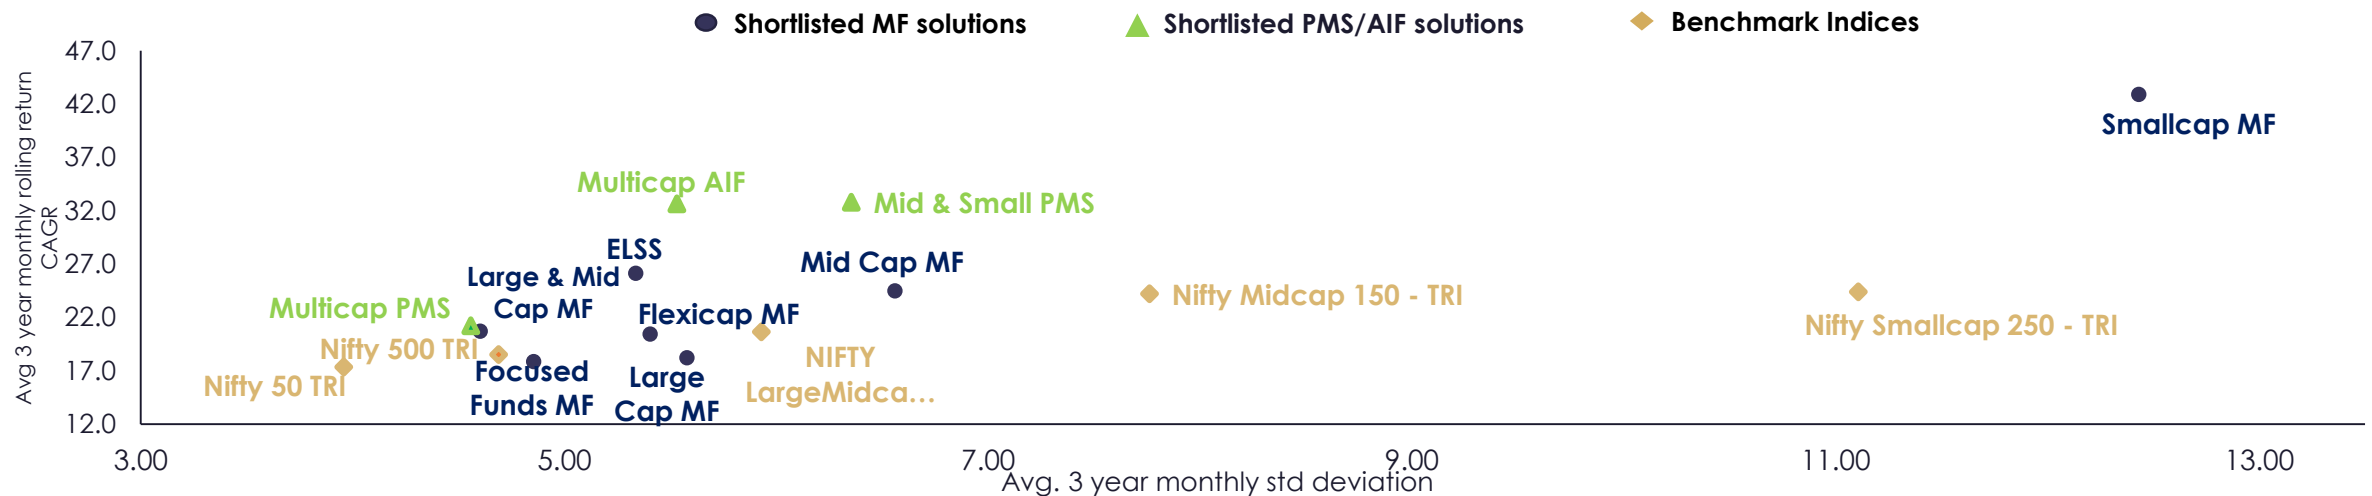 Shortlisted MF solutions
Shortlisted PMS/AIF solutions
Benchmark Indices
Avg 3 year monthly rolling return
CAGR
47.0
42.0
37.0
32.0
27.0
22.0
17.0
12.0
Smallcap MF
Multicap AIF
Mid & Small PMS
ELSS
Mid Cap MF
Large & Mid
Cap MF
Nifty Midcap 150 - TRI
Multicap PMS
Flexicap MF
Nifty Smallcap 250 - TRI
Nifty 500 TRI
NIFTY
LargeMidca...
Nifty 50 TRI
Focused
Funds MF
Large
Cap MF
3.00
5.00
7.00
9.00
11.00
13.00
Avg. 3 year monthly std deviation